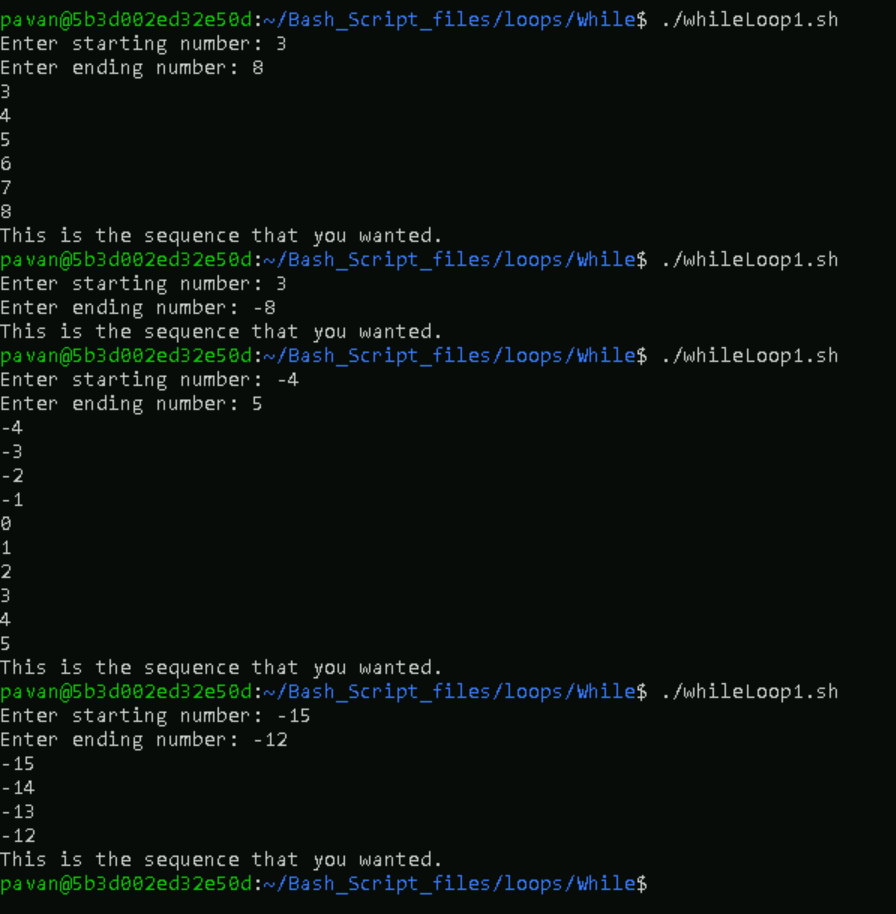 pavan@5b3d002ed32e50d:~/Bash_Script_files/loops/While$ ./whileLoop1.sh
Enter starting number: 3
Enter ending number: 8
3
4
5
6
7
8
This is the sequence that you wanted.
pavan@5b3d002ed32e50d:~/Bash_Script_files/loops/While$ ./whileLoop1.sh
Enter starting number: 3
Enter ending number: -8
This is the sequence that you wanted.
pavan@5b3d002ed32e50d:~/Bash_Script_files/loops/While$ ./whileLoop1.sh
Enter starting number: -4
Enter ending number: 5
-4
-3
-2
-1
0
1
2
3
4
5
This is the sequence that you wanted.
pavan@5b3d002ed32e50d:~/Bash_Script_files/loops/While$ ./whileLoop1.sh
Enter starting number: -15
Enter ending number: -12
-15
-14
-13
-12
This is the sequence that you wanted.
pavan@5b3d002ed32e50d:~/Bash_Script_files/loops/While$